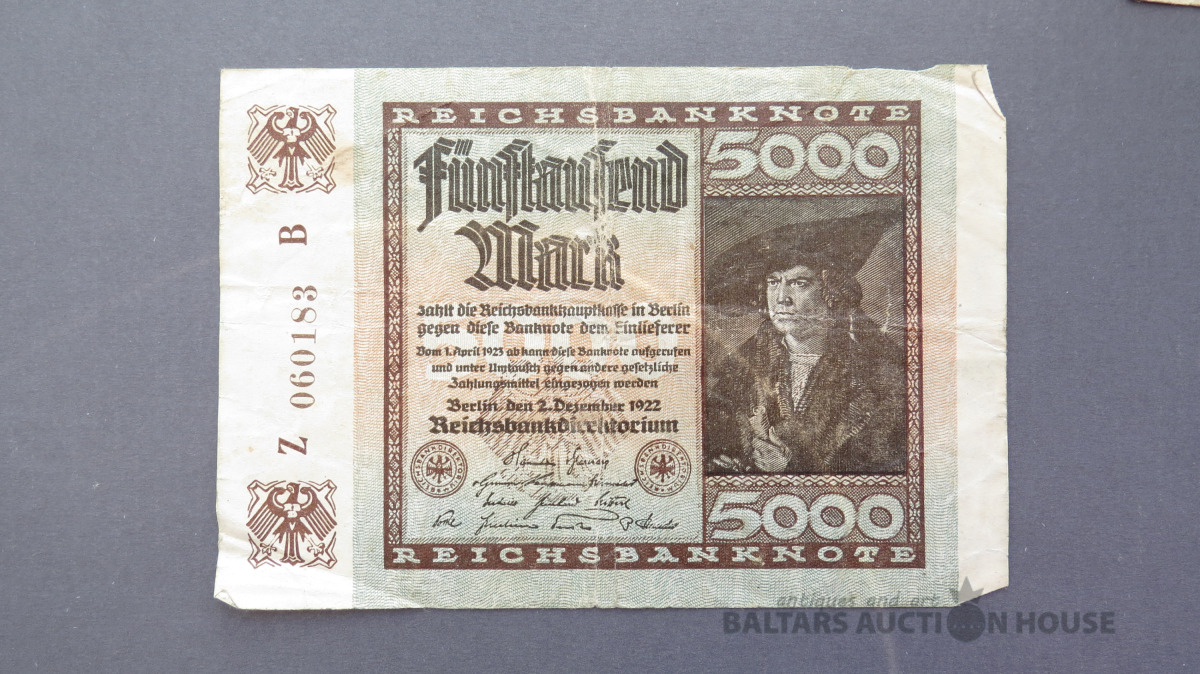 REICHSBANKNOTE
5000
Fünftausend
Mark
zahlt die Reichsbankhauptkasse in Berlin
gegen diese Banknote dem Einlieferer
Vom 1. April 1923 ab kann diese Banknote aufgerufen
und unter Umtausch gegen andere gesetzliche
Zahlungsmittel eingezogen werden
Berlin, den 2. Dezember 1922
Reichsbankdirektorium
5000
REICHSBANKNOTE
Z 060183 B
antiques and art
BALTARS AUCTION HOUSE